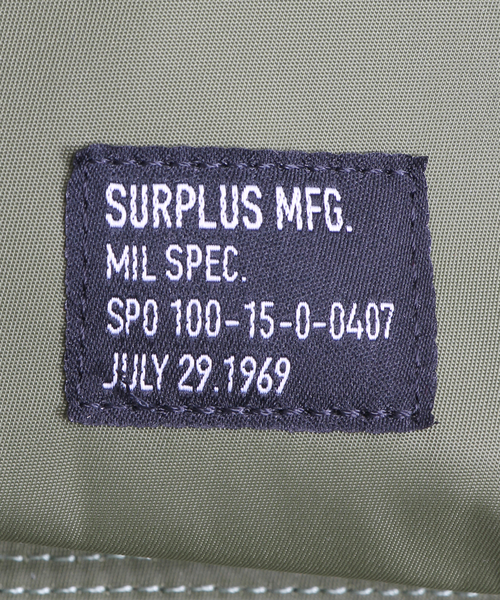 SURPLUS MFG.
MIL SPEC.
SPO 100-15-0-0407
JULY 29.1969